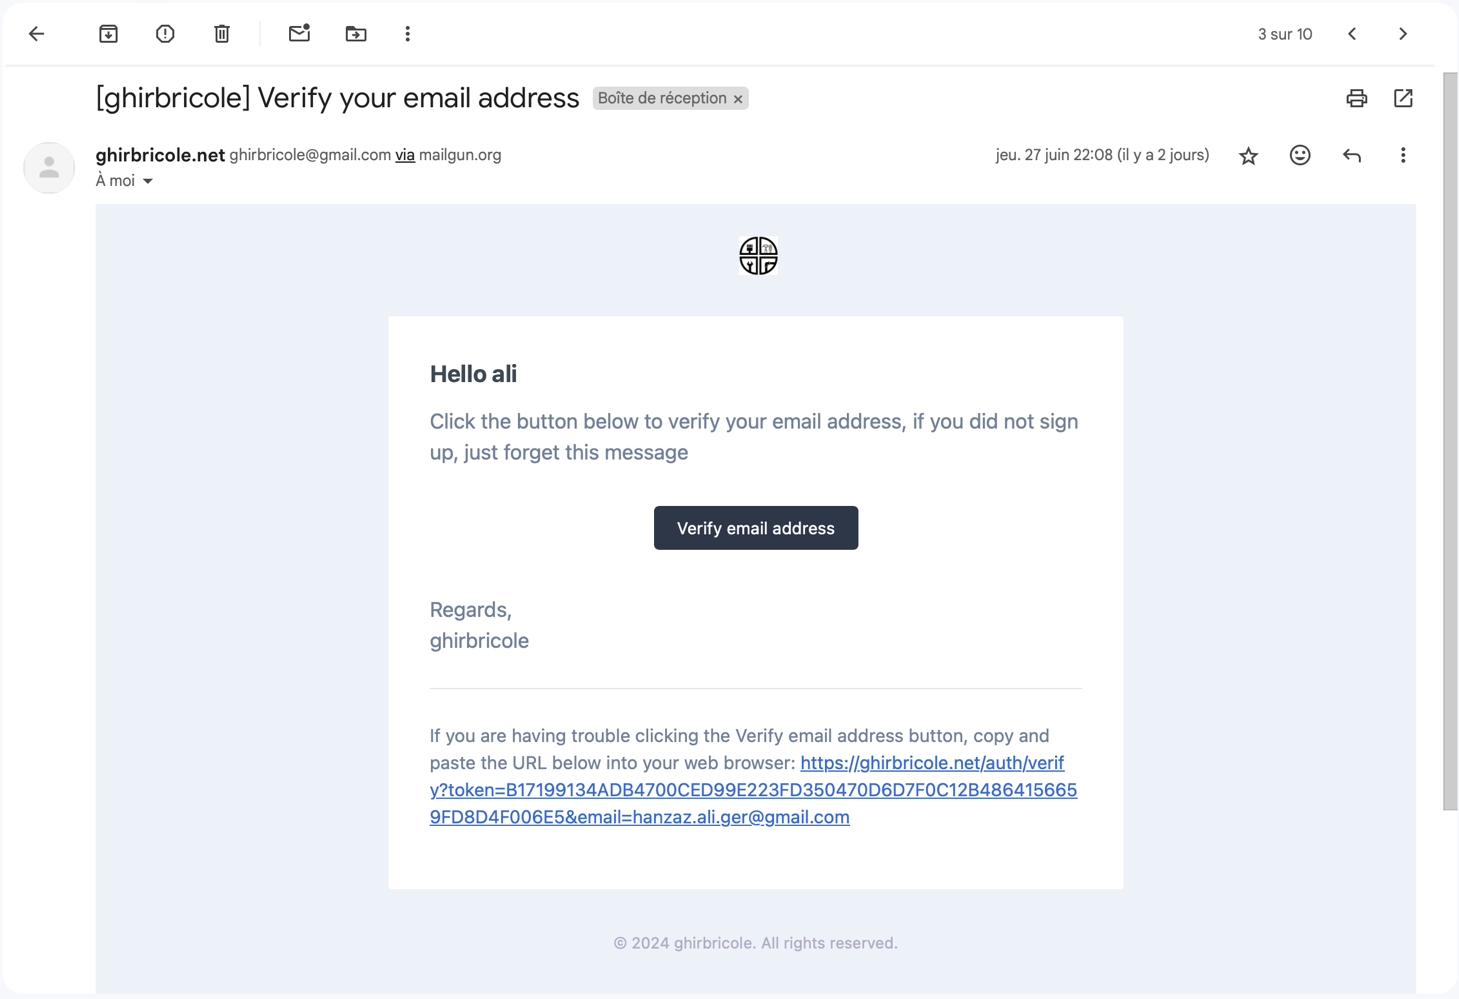 3 sur 10
[ghirbricole] Verify your email address Boîte de réception ×
ghirbricole.net ghirbricole@gmail.com via mailgun.org jeu. 27 juin 22:08 (il y a 2 jours)
À moi
Hello ali
Click the button below to verify your email address, if you did not sign
up, just forget this message
Verify email address
Regards,
ghirbricole
If you are having trouble clicking the Verify email address button, copy and
paste the URL below into your web browser: https://ghirbricole.net/auth/verif
y?token=B17199134ADB4700CED99E223FD350470D6D7F0C12B486415665
9FD8D4F006E5&email=hanzaz.ali.ger@gmail.com
© 2024 ghirbricole. All rights reserved.